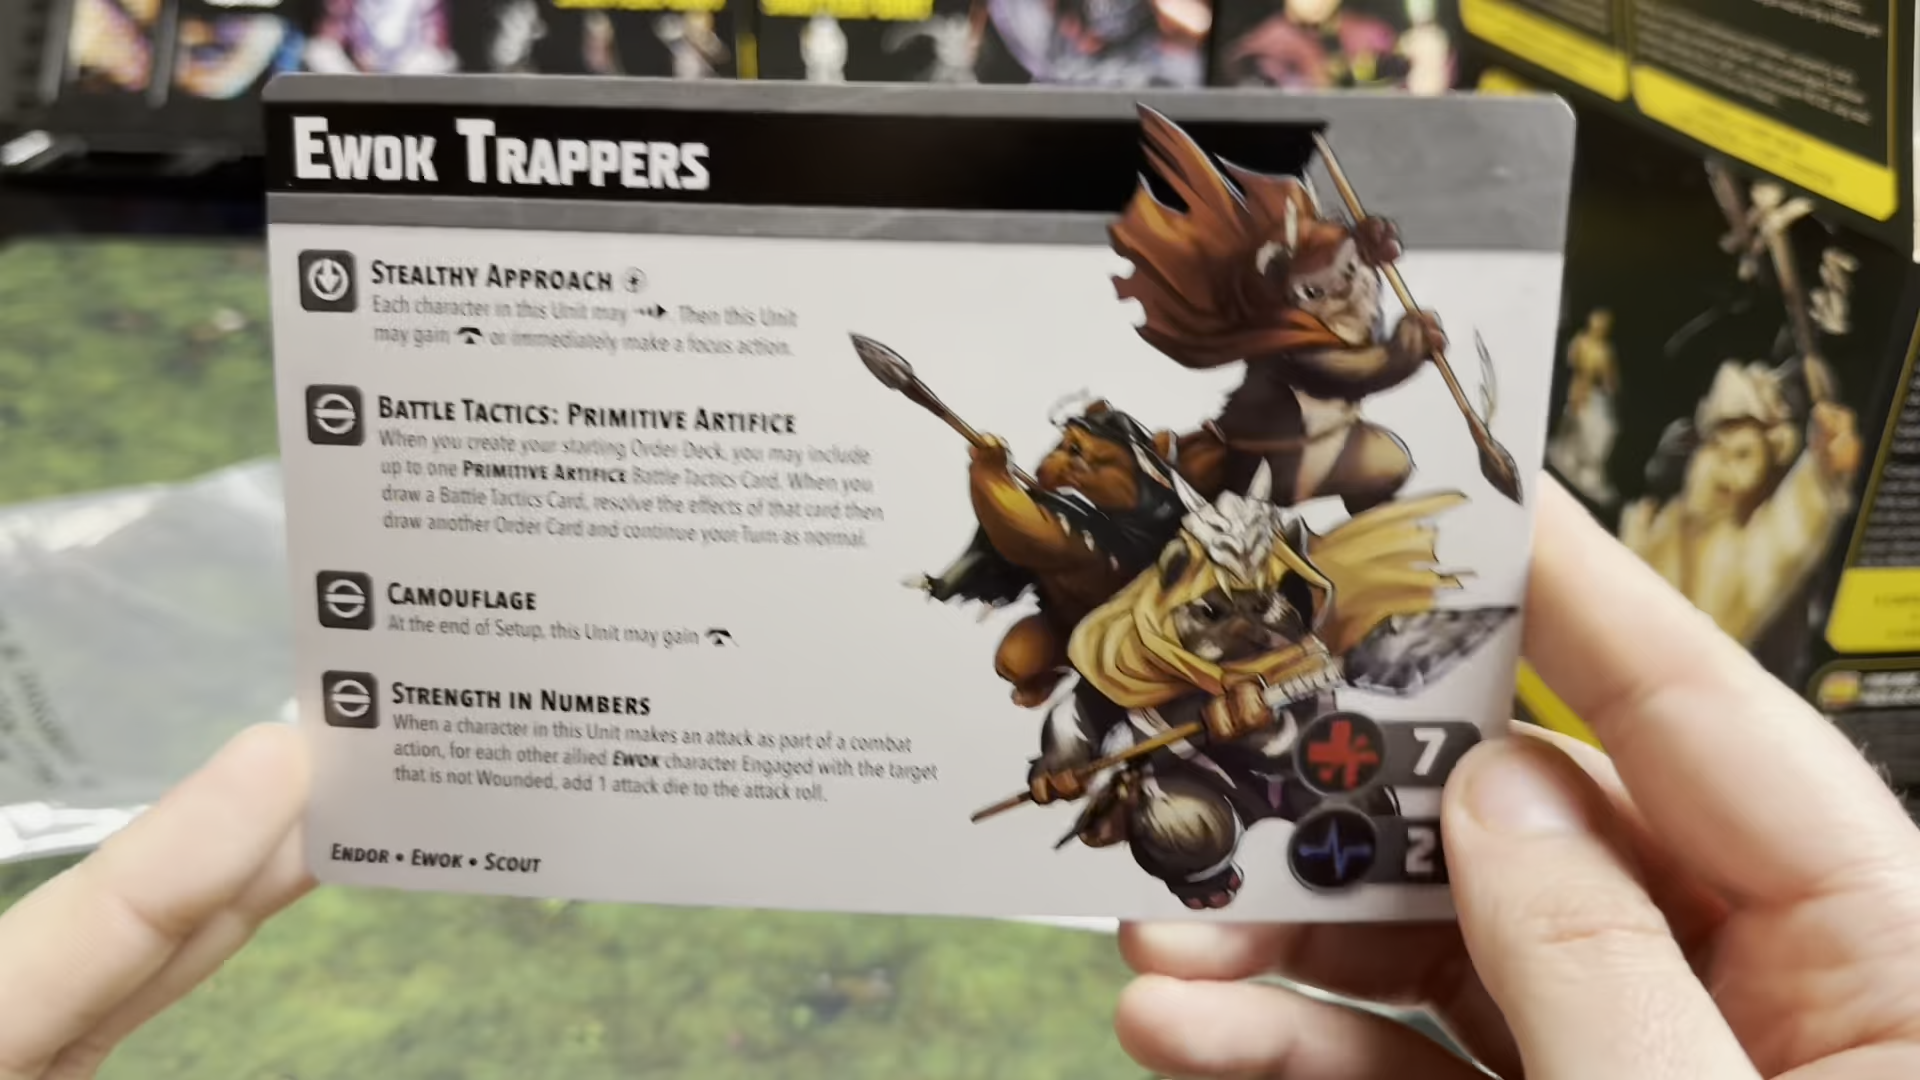 EWOK TRAPPERS
STEALTHY APPROACH
Each character in this Unit may . Then this Unit
may gain or immediately make a focus action.
BATTLE TACTICS: PRIMITIVE ARTIFICE
When you create your starting Order Deck, you may include
up to one PRIMITIVE ARTIFICE Battle Tactics Card. When you
draw a Battle Tactics Card, resolve the effects of that card then
draw another Order Card and continue your Turn as normal.
CAMOUFLAGE
At the end of Setup, this Unit may gain .
STRENGTH IN NUMBERS
When a character in this Unit makes an attack as part of a combat
action, for each other allied EWOK character Engaged with the target
that is not Wounded, add 1 attack die to the attack roll.
7
2
ENDOR • EWOK • SCOUT